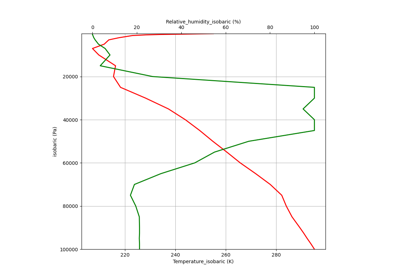 Relative_humidity_isobaric (%)
0 20 40 60 80 100
0
20000
40000
60000
80000
100000
isobaric (Pa)
220 240 260 280
Temperature_isobaric (K)